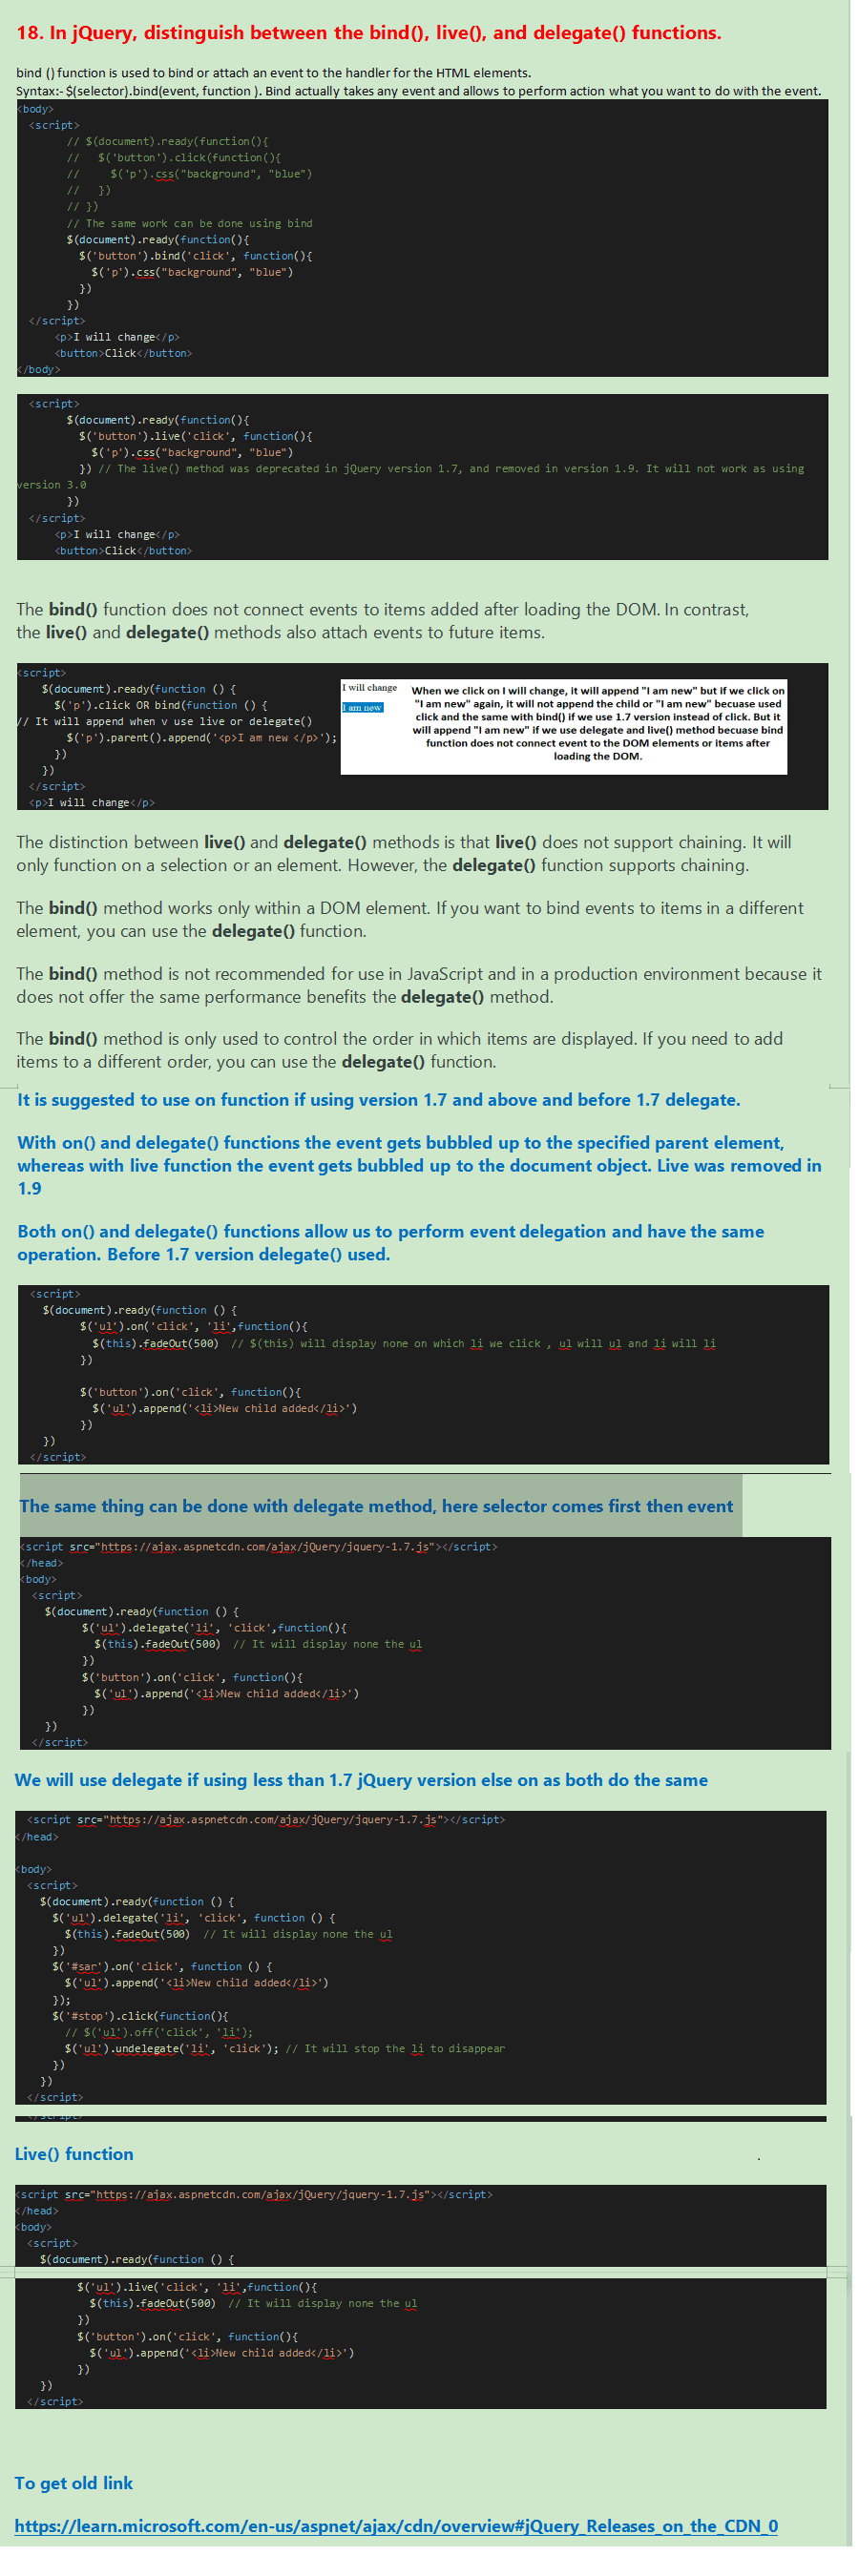 18. In jQuery, distinguish between the bind(), live(), and delegate() functions.
bind () function is used to bind or attach an event to the handler for the HTML elements.
Syntax:- $(selector).bind(event, function ). Bind actually takes any event and allows to perform action what you want to do with the event.
<body>
<script>
// $(document).ready(function(){
// $('button').click(function(){
// $('p').css("background", "blue")
// })
// })
// The same work can be done using bind
$(document).ready(function(){
$('button').bind('click', function(){
$('p').css("background", "blue")
})
})
</script>
<p>I will change</p>
<button>Click</button>
</body>
<script>
$(document).ready(function(){
$('button').live('click', function(){
$('p').css("background", "blue")
}) // The live() method was deprecated in jQuery version 1.7, and removed in version 1.9. It will not work as using
version 3.0
})
</script>
<p>I will change</p>
<button>Click</button>
The bind() function does not connect events to items added after loading the DOM. In contrast,
the live() and delegate() methods also attach events to future items.
<script>
$(document).ready(function () {
$('p').click OR bind(function () {
// It will append when v use live or delegate()
$('p').parent().append('<p>I am new </p>');
})
})
</script>
<p>I will change</p>
I will change
I am new
When we click on I will change, it will append "I am new" but if we click on
"I am new" again, it will not append the child or "I am new" becuase used
click and the same with bind() if we use 1.7 version instead of click. But it
will append "I am new" if we use delegate and live() method becuase bind
function does not connect event to the DOM elements or items after
loading the DOM.
The distinction between live() and delegate() methods is that live() does not support chaining. It will
only function on a selection or an element. However, the delegate() function supports chaining.
The bind() method works only within a DOM element. If you want to bind events to items in a different
element, you can use the delegate() function.
The bind() method is not recommended for use in JavaScript and in a production environment because it
does not offer the same performance benefits the delegate() method.
The bind() method is only used to control the order in which items are displayed. If you need to add
items to a different order, you can use the delegate() function.
It is suggested to use on function if using version 1.7 and above and before 1.7 delegate.
With on() and delegate() functions the event gets bubbled up to the specified parent element,
whereas with live function the event gets bubbled up to the document object. Live was removed in
1.9
Both on() and delegate() functions allow us to perform event delegation and have the same
operation. Before 1.7 version delegate() used.
<script>
$(document).ready(function () {
$('ul').on('click', 'li',function(){
$(this).fadeOut(500) // $(this) will display none on which li we click , ul will ul and li will li
})
$('button').on('click', function(){
$('ul').append('<li>New child added</li>')
})
})
</script>
The same thing can be done with delegate method, here selector comes first then event
<script src="https://ajax.aspnetcdn.com/ajax/jQuery/jquery-1.7.js"></script>
</head>
<body>
<script>
$(document).ready(function () {
$('ul').delegate('li', 'click',function(){
$(this).fadeOut(500) // It will display none the ul
})
$('button').on('click', function(){
$('ul').append('<li>New child added</li>')
})
})
</script>
We will use delegate if using less than 1.7 jQuery version else on as both do the same
<script src="https://ajax.aspnetcdn.com/ajax/jQuery/jquery-1.7.js"></script>
</head>
<body>
<script>
$(document).ready(function () {
$('ul').delegate('li', 'click', function () {
$(this).fadeOut(500) // It will display none the ul
})
$('#sar').on('click', function () {
$('ul').append('<li>New child added</li>')
});
$('#stop').click(function(){
// $('ul').off('click', 'li');
$('ul').undelegate('li', 'click'); // It will stop the li to disappear
})
})
</script>
Live() function
<script src="https://ajax.aspnetcdn.com/ajax/jQuery/jquery-1.7.js"></script>
</head>
<body>
<script>
$(document).ready(function () {
$('ul').live('click', 'li',function(){
$(this).fadeOut(500) // It will display none the ul
})
$('button').on('click', function(){
$('ul').append('<li>New child added</li>')
})
})
</script>
To get old link
https://learn.microsoft.com/en-us/aspnet/ajax/cdn/overview#jQuery_Releases_on_the_CDN_0